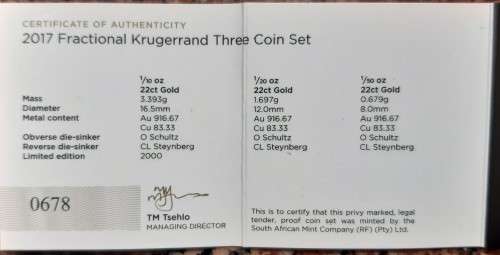 CERTIFICATE OF AUTHENTICITY
2017 Fractional Krugerrand Three Coin Set
1/10 oz 1/20 oz 1/50 oz
22ct Gold 22ct Gold 22ct Gold
Mass 3.393g 1.697g 0.679g
Diameter 16.5mm 12.0mm 8.0mm
Metal content Au 916.67 Au 916.67 Au 916.67
Cu 83.33 Cu 83.33 Cu 83.33
Obverse die-sinker O Schultz O Schultz O Schultz
Reverse die-sinker CL Steynberg CL Steynberg CL Steynberg
Limited edition 2000
0678
TM Tsehlo
MANAGING DIRECTOR
This is to certify that this privy marked, legal
tender, proof coin set was minted by the
South African Mint Company (RF) (Pty) Ltd.